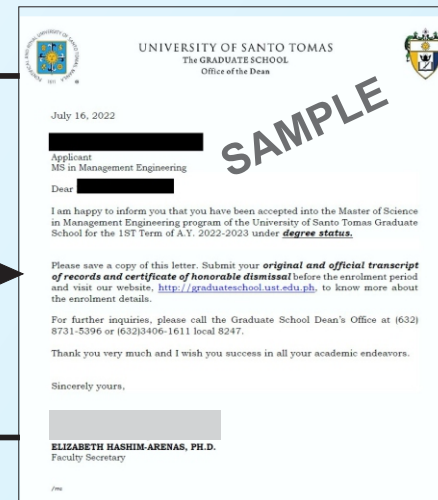 UNIVERSITY OF SANTO TOMAS
The GRADUATE SCHOOL
Office of the Dean
SAMPLE
July 16, 2022
Applicant
MS in Management Engineering
Dear
I am happy to inform you that you have been accepted into the Master of Science
in Management Engineering program of the University of Santo Tomas Graduate
School for the 1ST Term of A.Y. 2022-2023 under degree status.
Please save a copy of this letter. Submit your original and official transcript
of records and certificate of honorable dismissal before the enrolment period
and visit our website, http://graduateschool.ust.edu.ph, to know more about
the enrolment details.
For further inquiries, please call the Graduate School Dean's Office at (632)
8731-5396 or (632)3406-1611 local 8247.
Thank you very much and I wish you success in all your academic endeavors.
Sincerely yours,
ELIZABETH HASHIM-ARENAS, PH.D.
Faculty Secretary